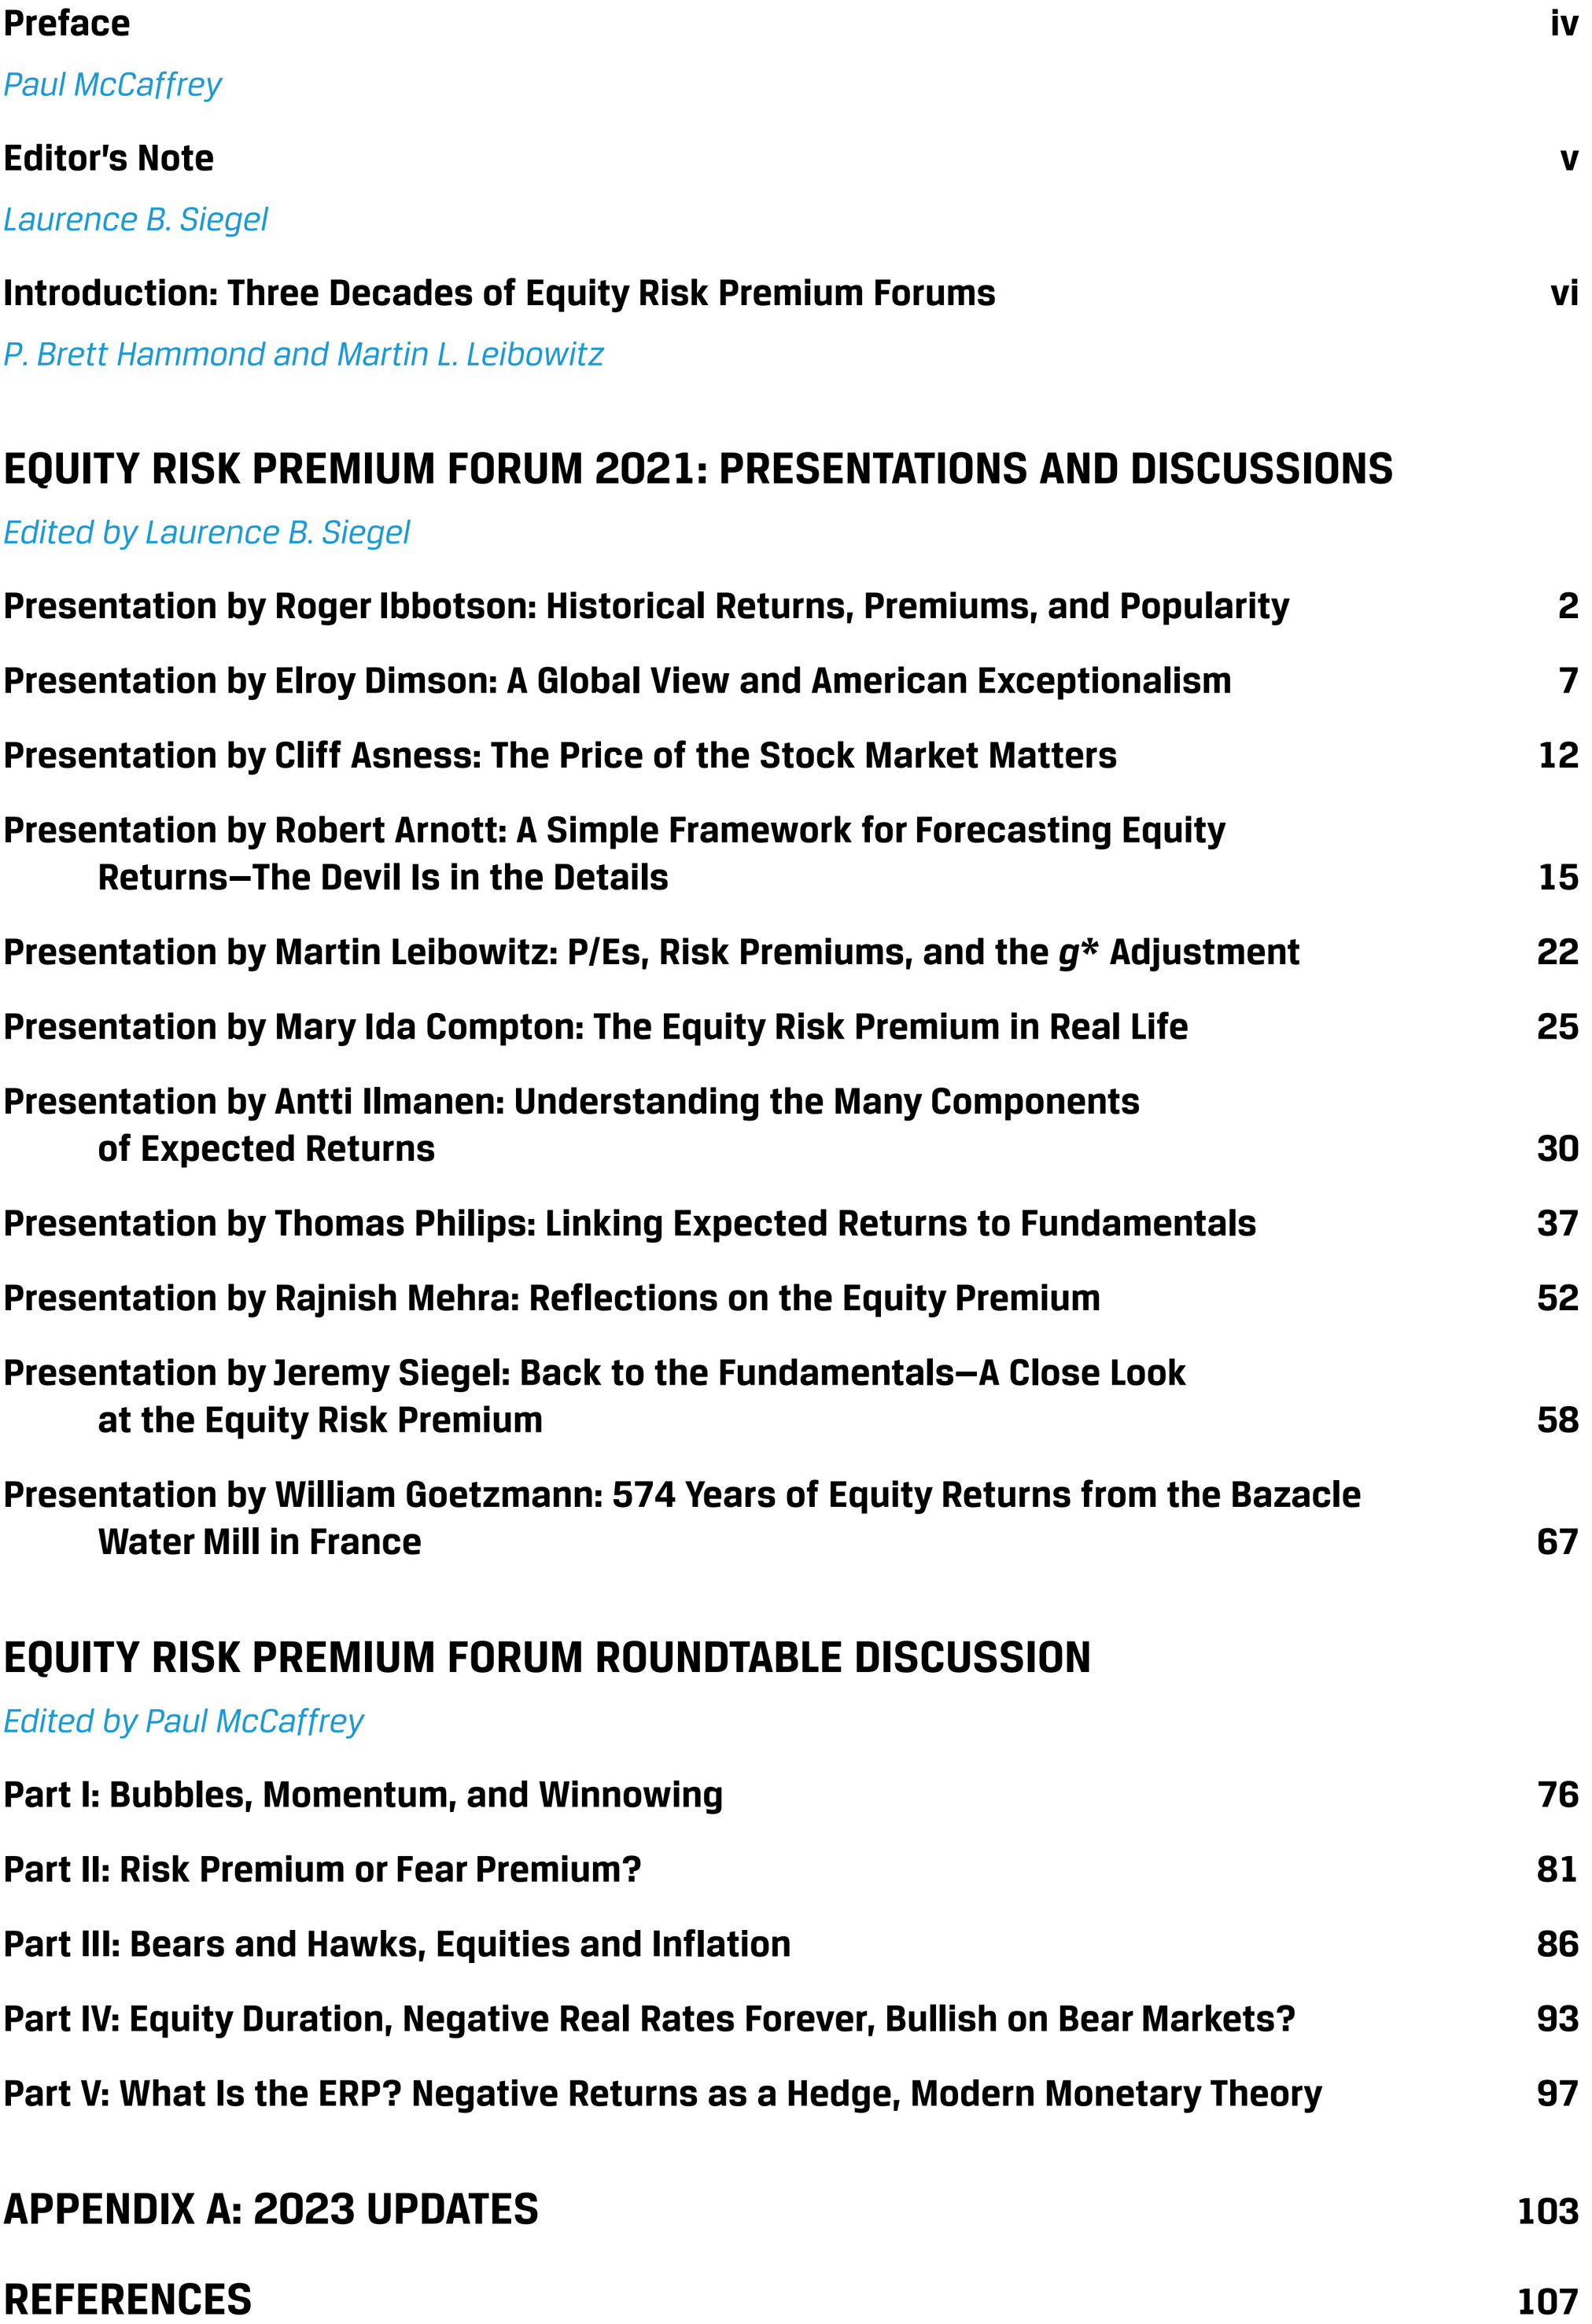 Preface iv
Paul McCaffrey
Editor’s Note v
Laurence B. Siegel
Introduction: Three Decades of Equity Risk Premium Forums vi
P. Brett Hammond and Martin L. Leibowitz
EQUITY RISK PREMIUM FORUM 2021: PRESENTATIONS AND DISCUSSIONS
Edited by Laurence B. Siegel
Presentation by Roger Ibbotson: Historical Returns, Premiums, and Popularity 2
Presentation by Elroy Dimson: A Global View and American Exceptionalism 7
Presentation by Cliff Asness: The Price of the Stock Market Matters 12
Presentation by Robert Arnott: A Simple Framework for Forecasting Equity
Returns—The Devil Is in the Details 15
Presentation by Martin Leibowitz: P/Es, Risk Premiums, and the g* Adjustment 22
Presentation by Mary Ida Compton: The Equity Risk Premium in Real Life 25
Presentation by Antti Ilmanen: Understanding the Many Components
of Expected Returns 30
Presentation by Thomas Philips: Linking Expected Returns to Fundamentals 37
Presentation by Rajnish Mehra: Reflections on the Equity Premium 52
Presentation by Jeremy Siegel: Back to the Fundamentals—A Close Look
at the Equity Risk Premium 58
Presentation by William Goetzmann: 574 Years of Equity Returns from the Bazacle
Water Mill in France 67
EQUITY RISK PREMIUM FORUM ROUNDTABLE DISCUSSION
Edited by Paul McCaffrey
Part I: Bubbles, Momentum, and Winnowing 76
Part II: Risk Premium or Fear Premium? 81
Part III: Bears and Hawks, Equities and Inflation 86
Part IV: Equity Duration, Negative Real Rates Forever, Bullish on Bear Markets? 93
Part V: What Is the ERP? Negative Returns as a Hedge, Modern Monetary Theory 97
APPENDIX A: 2023 UPDATES 103
REFERENCES 107